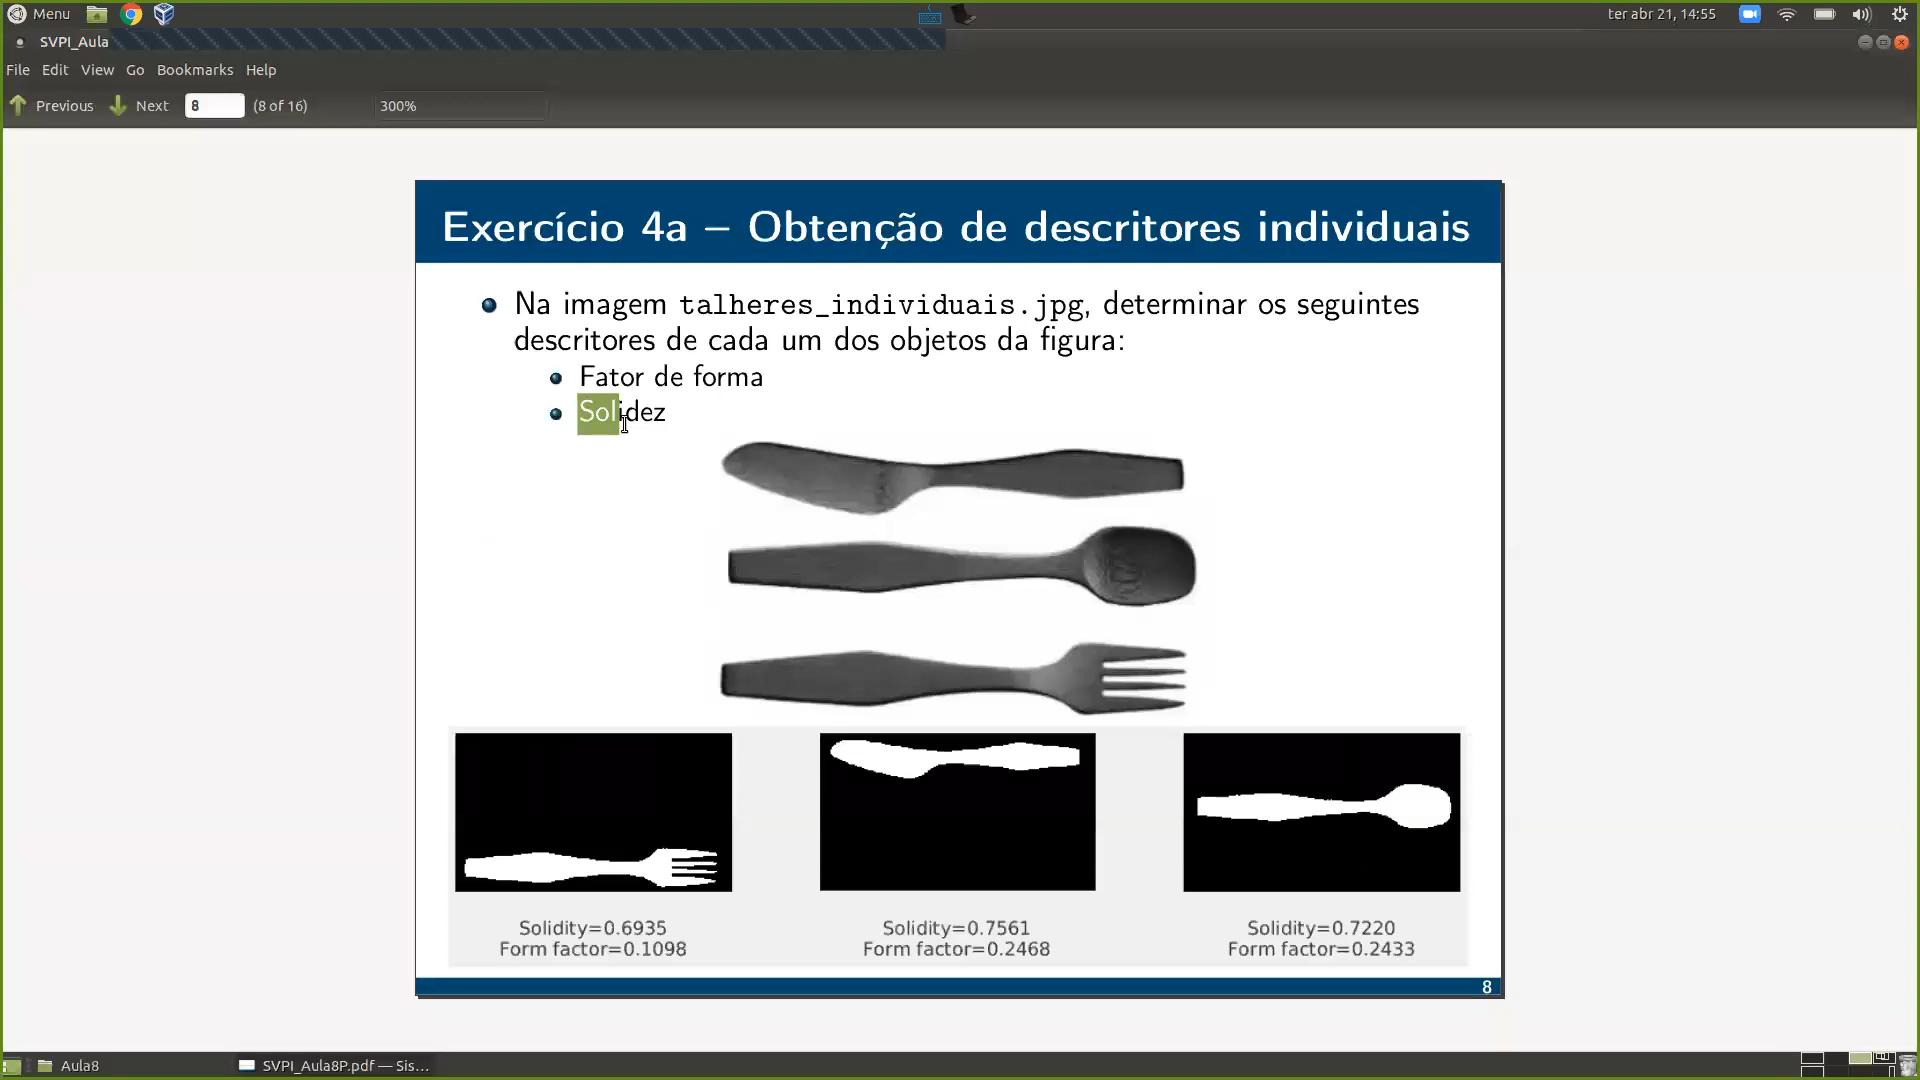 Menu
ter abr 21, 14:55
SVPI_Aula
File Edit View Go Bookmarks Help
Previous Next 8 (8 of 16) 300%
Exercício 4a – Obtenção de descritores individuais
Na imagem talheres_individuais.jpg, determinar os seguintes
descritores de cada um dos objetos da figura:
Fator de forma
Solidez
Solidity=0.6935
Form factor=0.1098
Solidity=0.7561
Form factor=0.2468
Solidity=0.7220
Form factor=0.2433
8
Aula8
SVPI_Aula8P.pdf — Sis...